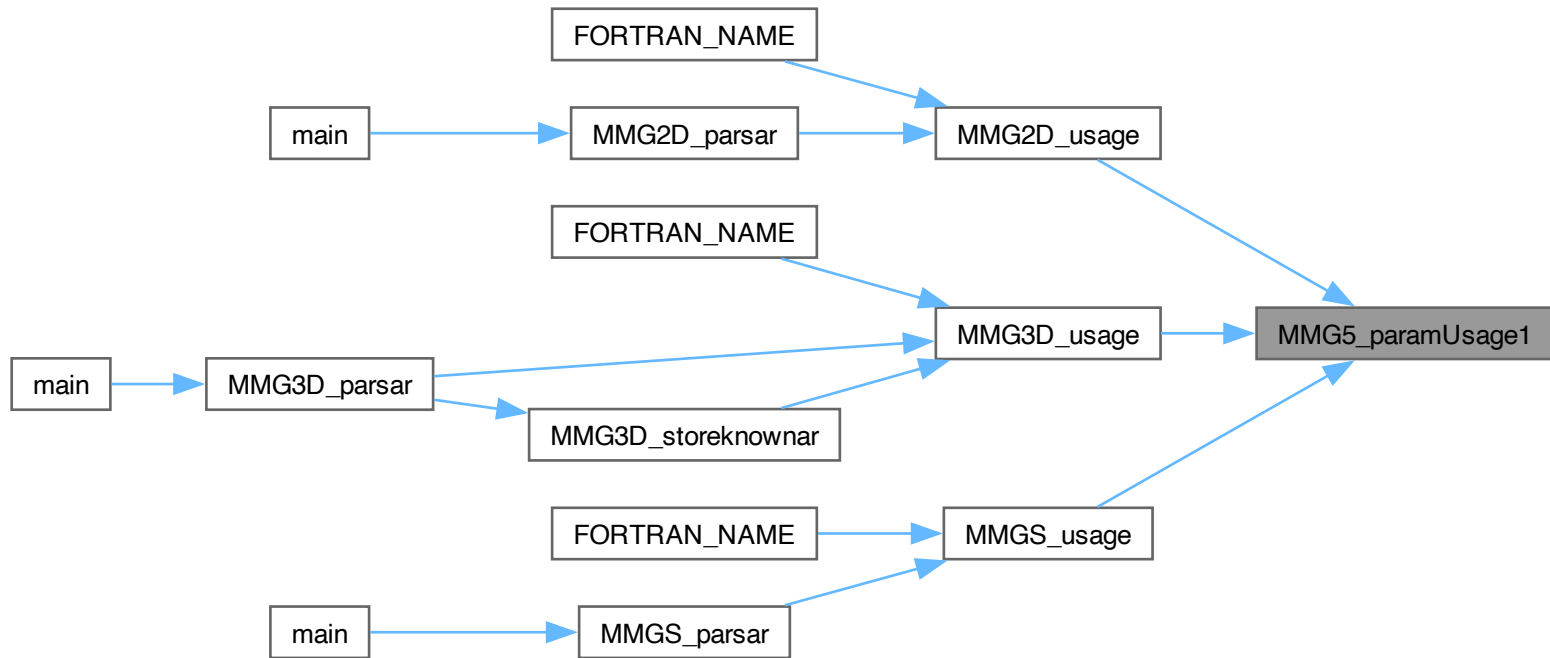 FORTRAN_NAME
main
MMG2D_parsar
MMG2D_usage
FORTRAN_NAME
MMG3D_usage
MMG5_paramUsage1
main
MMG3D_parsar
MMG3D_storeknownar
FORTRAN_NAME
MMGS_usage
main
MMGS_parsar